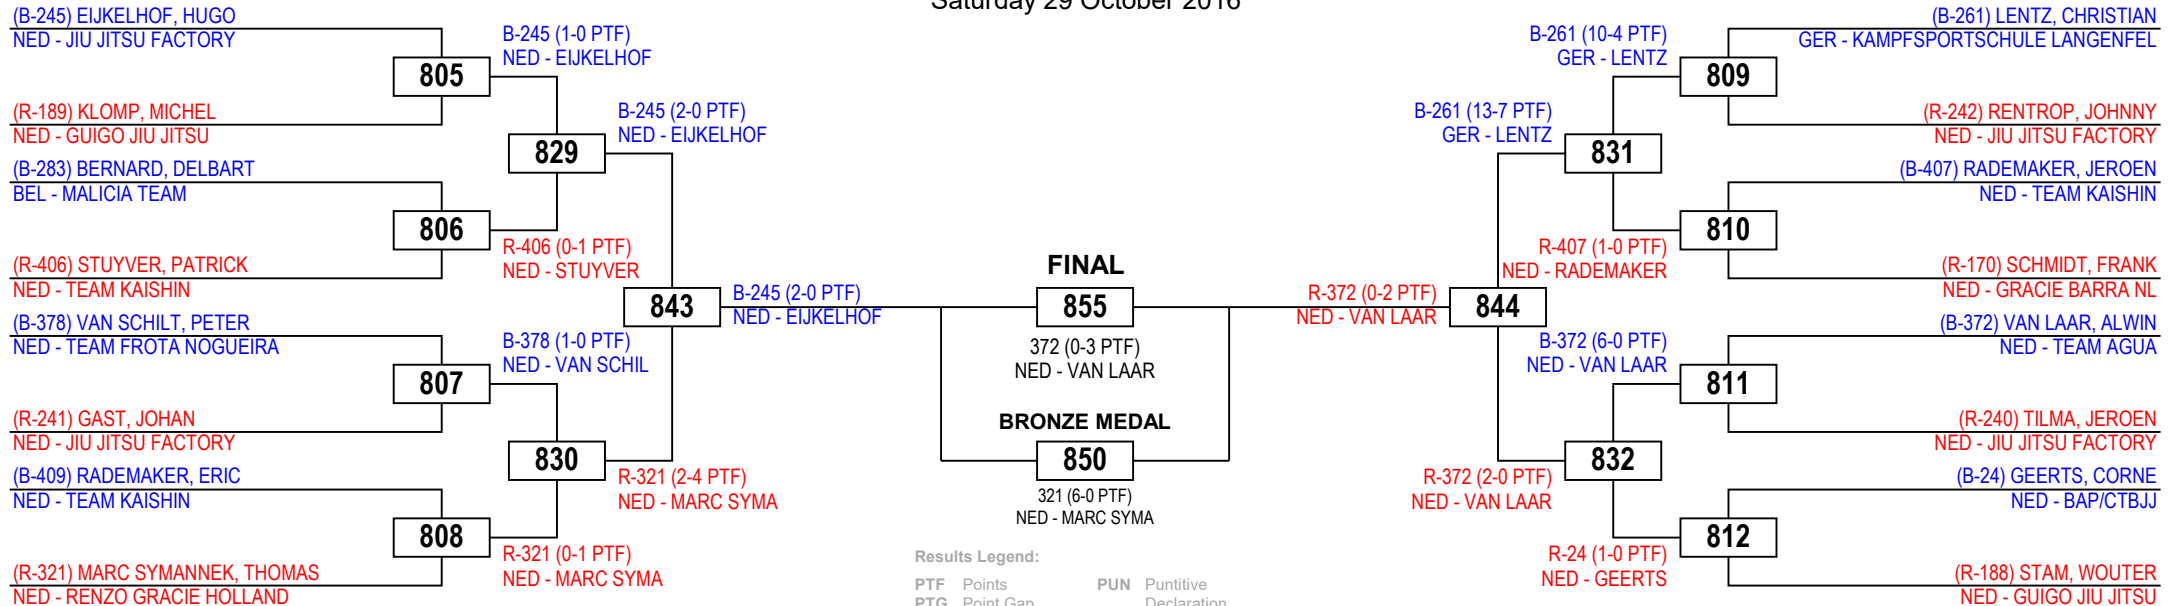 Saturday 29 October 2016
(B-245) EIJKELHOF, HUGO
NED - JIU JITSU FACTORY
805
(R-189) KLOMP, MICHEL
NED - GUIGO JIU JITSU
(B-283) BERNARD, DELBART
BEL - MALICIA TEAM
806
(R-406) STUYVER, PATRICK
NED - TEAM KAISHIN
(B-378) VAN SCHILT, PETER
NED - TEAM FROTA NOGUEIRA
807
(R-241) GAST, JOHAN
NED - JIU JITSU FACTORY
(B-409) RADEMAKER, ERIC
NED - TEAM KAISHIN
808
(R-321) MARC SYMANNEK, THOMAS
NED - RENZO GRACIE HOLLAND
B-245 (1-0 PTF)
NED - EIJKELHOF
829
R-406 (0-1 PTF)
NED - STUYVER
B-378 (1-0 PTF)
NED - VAN SCHIL
830
R-321 (0-1 PTF)
NED - MARC SYMA
B-245 (2-0 PTF)
NED - EIJKELHOF
843
R-321 (2-4 PTF)
NED - MARC SYMA
B-245 (2-0 PTF)
NED - EIJKELHOF
FINAL
855
372 (0-3 PTF)
NED - VAN LAAR
BRONZE MEDAL
850
321 (6-0 PTF)
NED - MARC SYMA
Results Legend:
PTF Points
PUN Puntitive
PTG Point Gap
Declaration
R-372 (0-2 PTF)
NED - VAN LAAR
B-261 (13-7 PTF)
GER - LENTZ
844
R-372 (2-0 PTF)
NED - VAN LAAR
B-261 (10-4 PTF)
GER - LENTZ
831
R-407 (1-0 PTF)
NED - RADEMAKER
B-372 (6-0 PTF)
NED - VAN LAAR
832
R-24 (1-0 PTF)
NED - GEERTS
(B-261) LENTZ, CHRISTIAN
GER - KAMPFSPORTSCHULE LANGENFEL
809
(R-242) RENTROP, JOHNNY
NED - JIU JITSU FACTORY
(B-407) RADEMAKER, JEROEN
NED - TEAM KAISHIN
810
(R-170) SCHMIDT, FRANK
NED - GRACIE BARRA NL
(B-372) VAN LAAR, ALWIN
NED - TEAM AGUA
811
(R-240) TILMA, JEROEN
NED - JIU JITSU FACTORY
(B-24) GEERTS, CORNE
NED - BAP/CTBJJ
812
(R-188) STAM, WOUTER
NED - GUIGO JIU JITSU